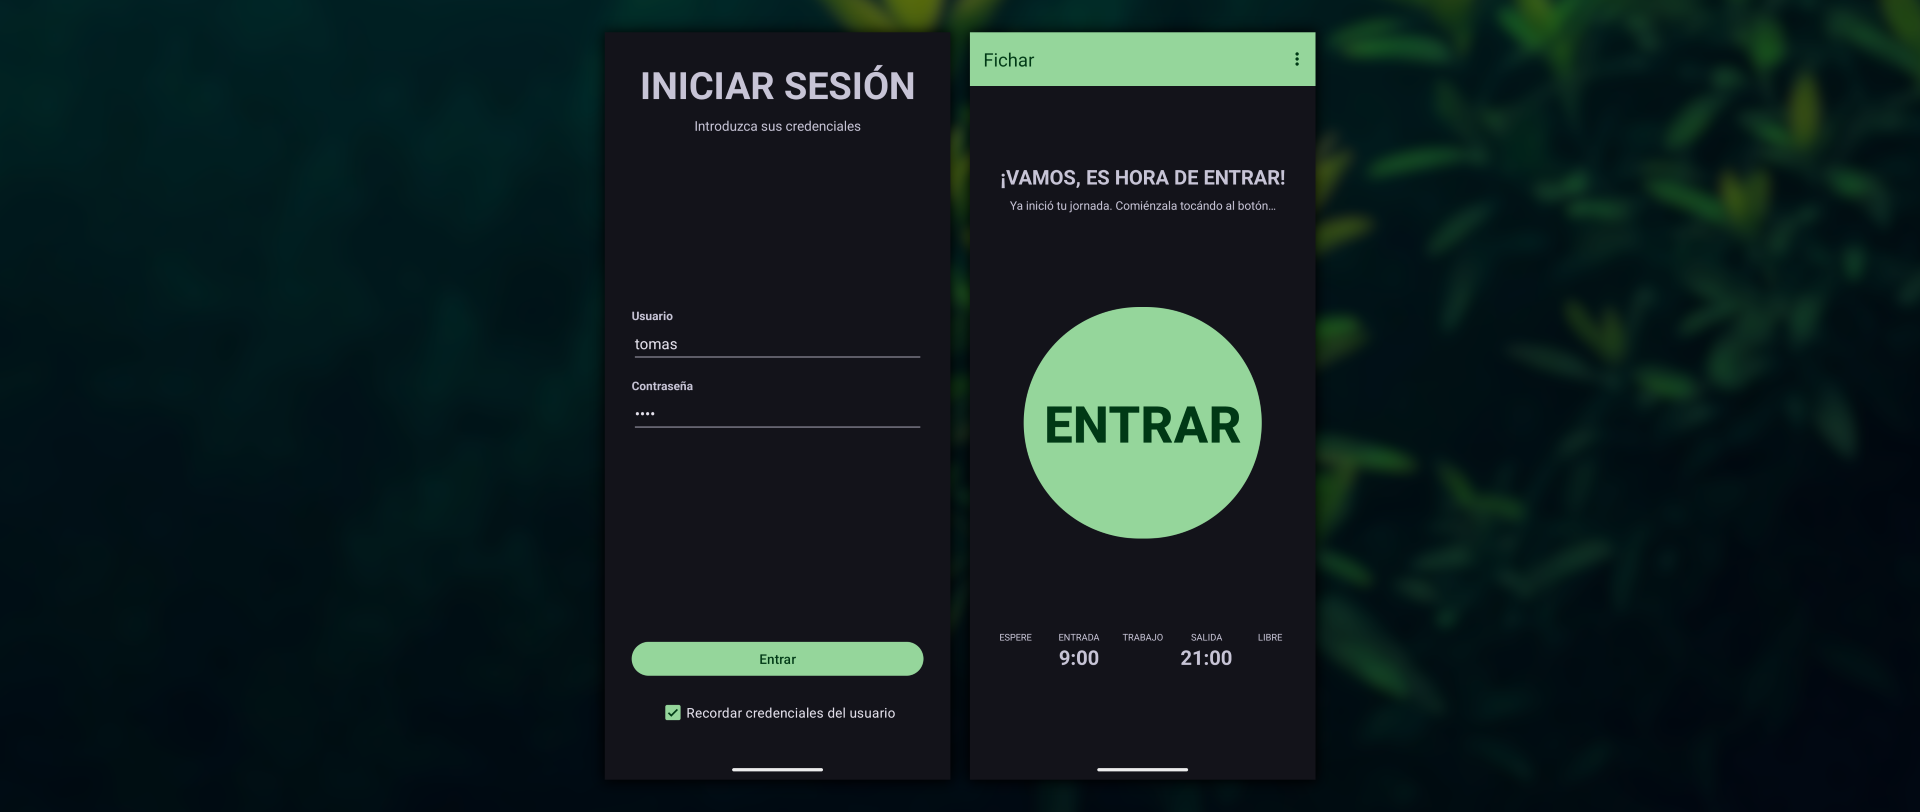 INICIAR SESIÓN
Introduzca sus credenciales
Usuario
tomas
Contraseña
••••
Entrar
Recordar credenciales del usuario
Fichar
¡VAMOS, ES HORA DE ENTRAR!
Ya inició tu jornada. Comiénzala tocándo al botón...
ENTRAR
ESPERE ENTRADA TRABAJO SALIDA LIBRE
9:00 21:00